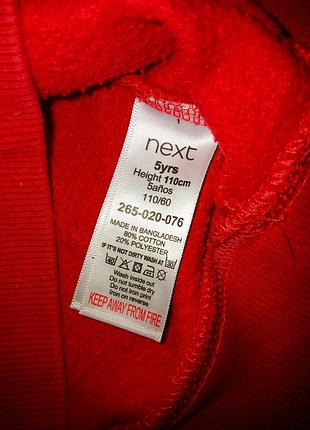 1
next
5yrs
Height 110cm
5años
110/60
265-020-076
MADE IN BANGLADESH
80% COTTON
20% POLYESTER
IF IT'S NOT DIRTY WASH AT
Wash inside out
Do not tumble dry
Do not iron print
Iron on reverse
KEEP AWAY FROM FIRE